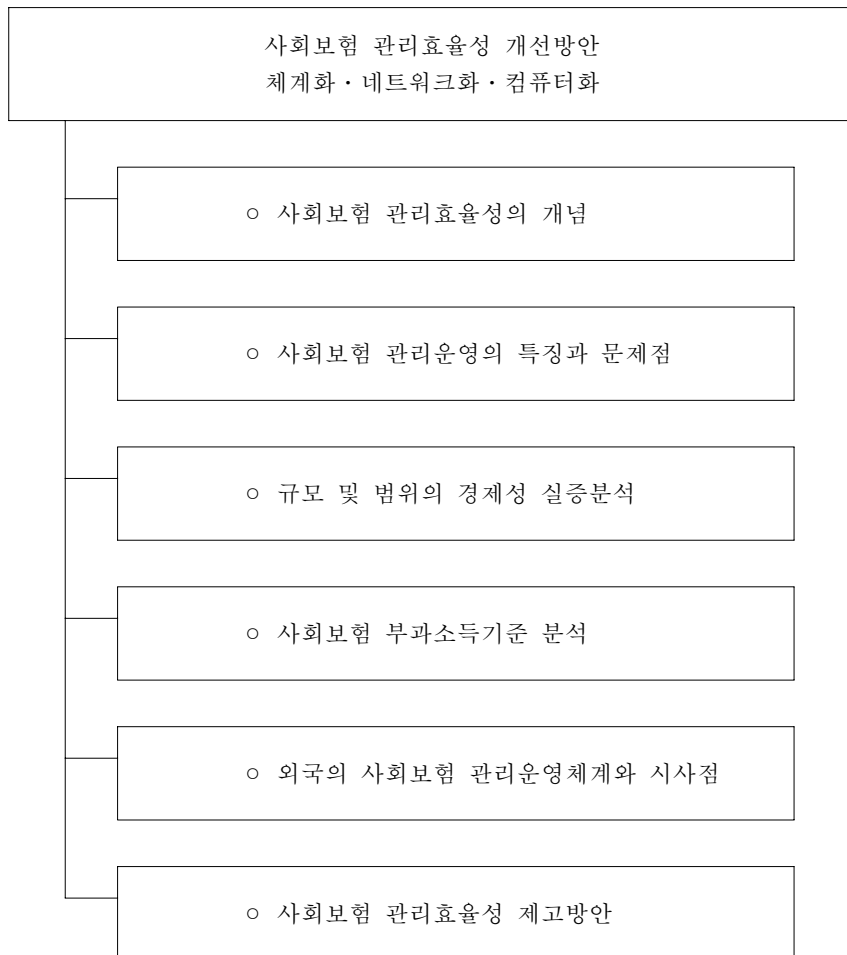 사회보험 관리효율성 개선방안
체계화·네트워크화·컴퓨터화
○ 사회보험 관리효율성의 개념
○ 사회보험 관리운영의 특징과 문제점
○ 규모 및 범위의 경제성 실증분석
○ 사회보험 부과소득기준 분석
○ 외국의 사회보험 관리운영체계와 시사점
○ 사회보험 관리효율성 제고방안